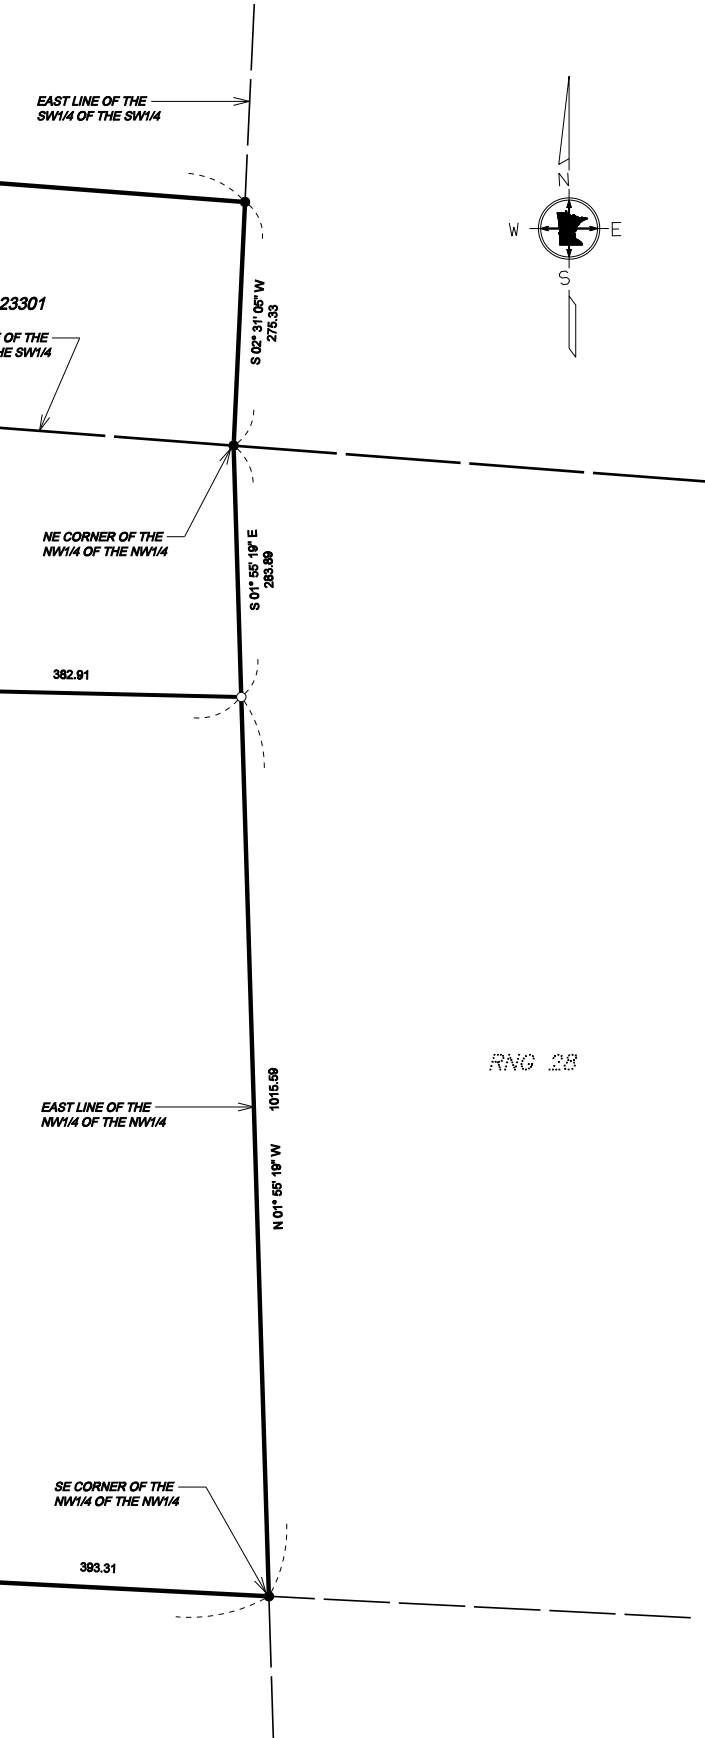 EAST LINE OF THE
SW1/4 OF THE SW1/4
N
W E
S
23301
OF THE
HE SW1/4
S 02° 31' 05" W
275.33
NE CORNER OF THE
NW1/4 OF THE NW1/4
S 01° 55' 19" E
283.89
382.91
RNG 28
1015.59
EAST LINE OF THE
NW1/4 OF THE NW1/4
N 01° 55' 19" W
SE CORNER OF THE
NW1/4 OF THE NW1/4
393.31